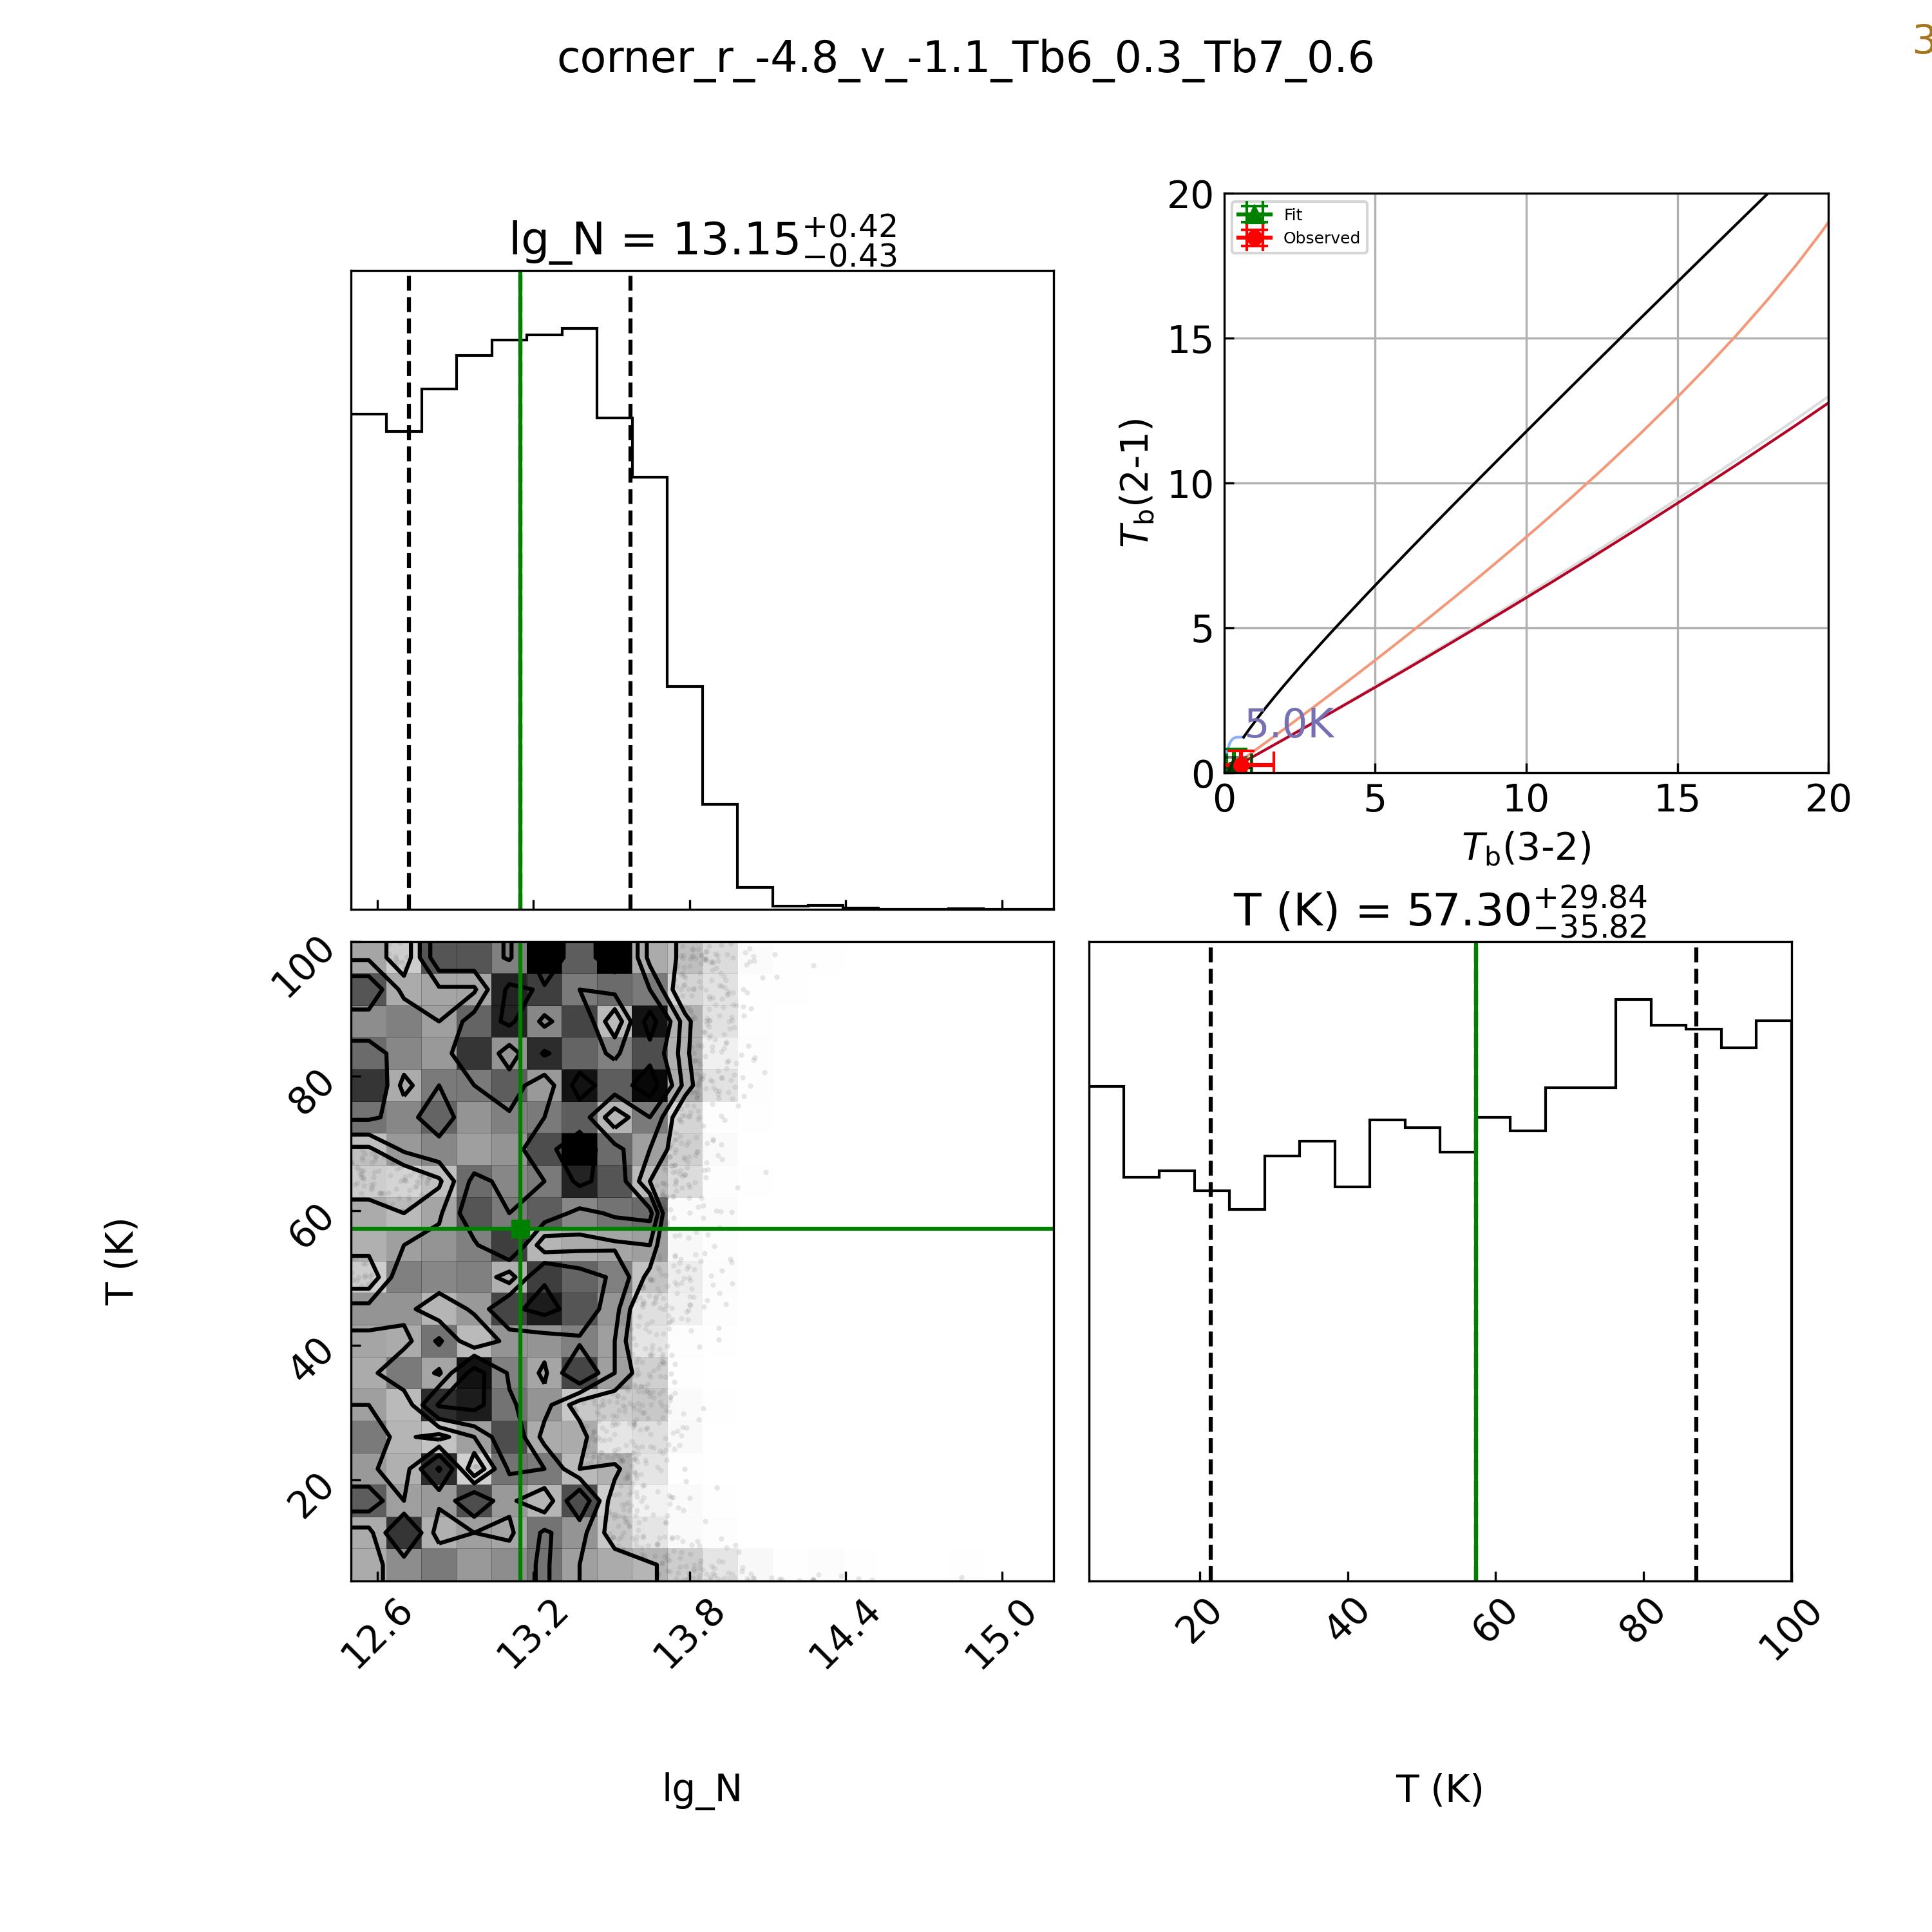 corner_r_-4.8_v_-1.1_Tb6_0.3_Tb7_0.6
3
lg_N = 13.15+0.42−0.43
20
15
10
5
0
Tb(2-1)
Fit
Observed
5.0K
0 5 10 15 20
Tb(3-2)
T (K) = 57.30+29.84−35.82
100
80
60
40
20
T (K)
12.6 13.2 13.8 14.4 15.0
20 40 60 80 100
lg_N
T (K)